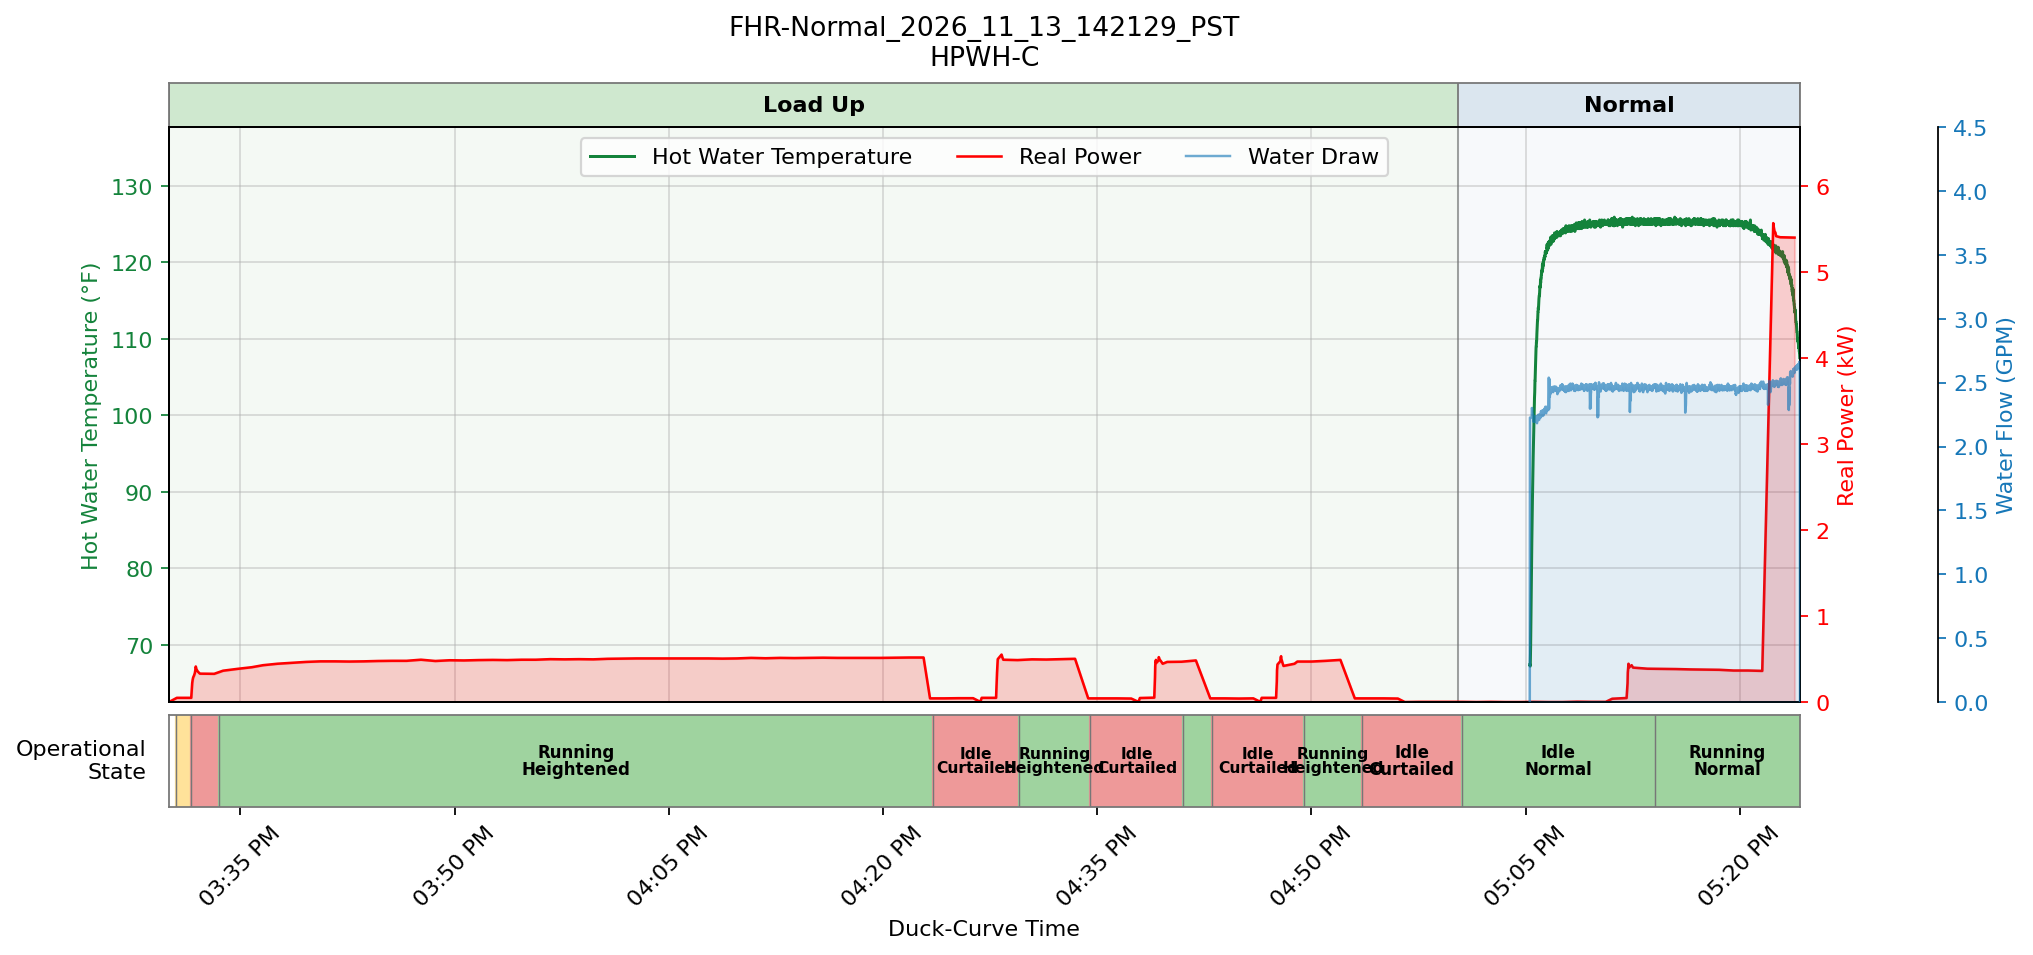 FHR-Normal_2026_11_13_142129_PST
HPWH-C
Load Up
Normal
Hot Water Temperature
Real Power
Water Draw
Hot Water Temperature (°F)
130
120
110
100
90
80
70
Real Power (kW)
6
5
4
3
2
1
0
Water Flow (GPM)
4.5
4.0
3.5
3.0
2.5
2.0
1.5
1.0
0.5
0.0
Operational
State
Running
Heightened
Idle
Curtailed
Running
Heightened
Idle
Curtailed
Idle
Curtailed
Running
Heightened
Idle
Curtailed
Idle
Normal
Running
Normal
03:35 PM
03:50 PM
04:05 PM
04:20 PM
04:35 PM
04:50 PM
05:05 PM
05:20 PM
Duck-Curve Time